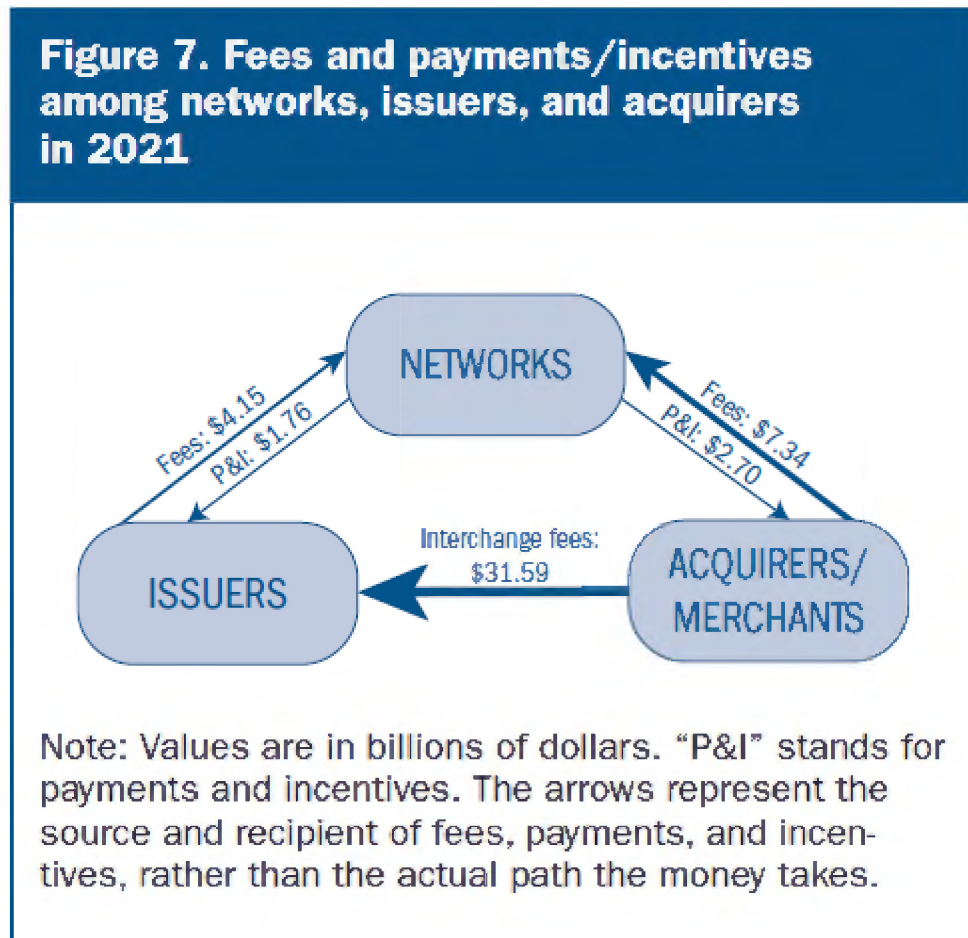 Figure 7. Fees and payments/incentives
among networks, issuers, and acquirers
in 2021
NETWORKS
Fees: $4.15
P&I: $1.76
Fees: $7.34
P&I: $2.70
Interchange fees:
$31.59
ISSUERS
ACQUIRERS/
MERCHANTS
Note: Values are in billions of dollars. “P&I” stands for
payments and incentives. The arrows represent the
source and recipient of fees, payments, and incen-
tives, rather than the actual path the money takes.